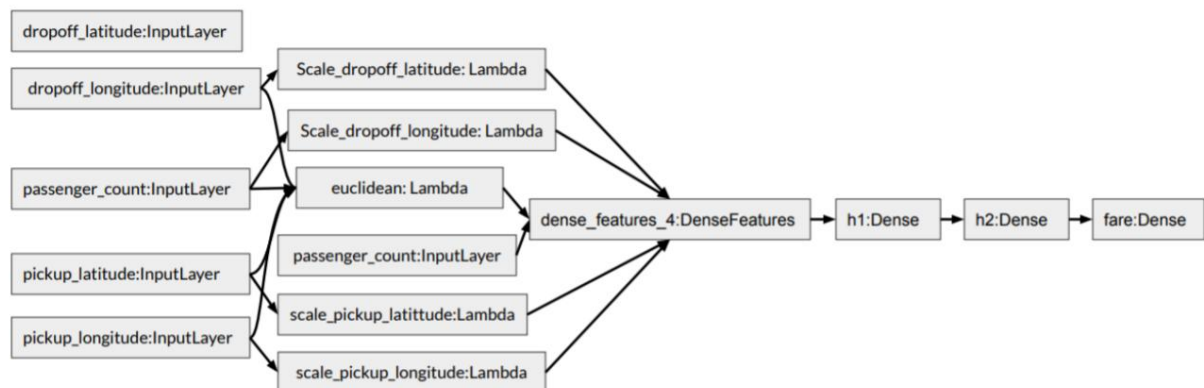 dropoff_latitude:InputLayer
dropoff_longitude:InputLayer
passenger_count:InputLayer
pickup_latitude:InputLayer
pickup_longitude:InputLayer
Scale_dropoff_latitude: Lambda
Scale_dropoff_longitude: Lambda
euclidean: Lambda
passenger_count:InputLayer
scale_pickup_latittude:Lambda
scale_pickup_longitude:Lambda
dense_features_4:DenseFeatures
h1:Dense
h2:Dense
fare:Dense